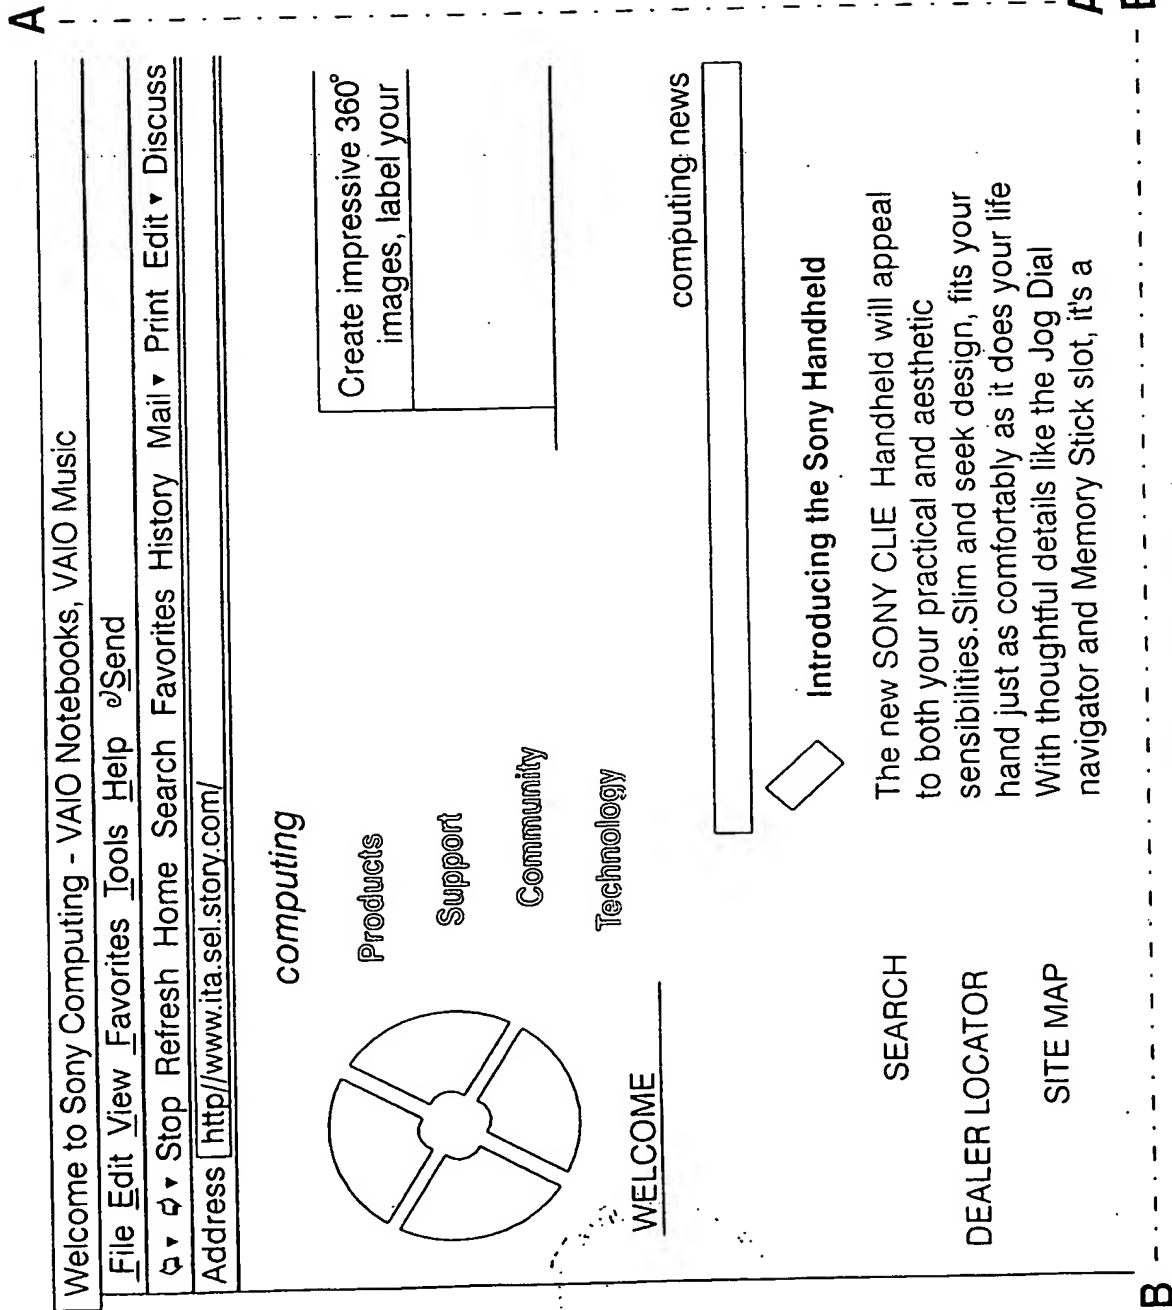 Welcome to Sony Computing - VAIO Notebooks, VAIO Music
File Edit View Favorites Tools Help Send
Stop Refresh Home Search Favorites History Mail Print Edit Discuss
Address http//www.ita.sel.story.com/
computing
Products
Support
Community
Technology
Create impressive 360°
images, label your
WELCOME
computing news
Introducing the Sony Handheld
The new SONY CLIE Handheld will appeal
to both your practical and aesthetic
sensibilities.Slim and seek design, fits your
hand just as comfortably as it does your life
With thoughtful details like the Jog Dial
navigator and Memory Stick slot, it's a
SEARCH
DEALER LOCATOR
SITE MAP
A
A
B
B